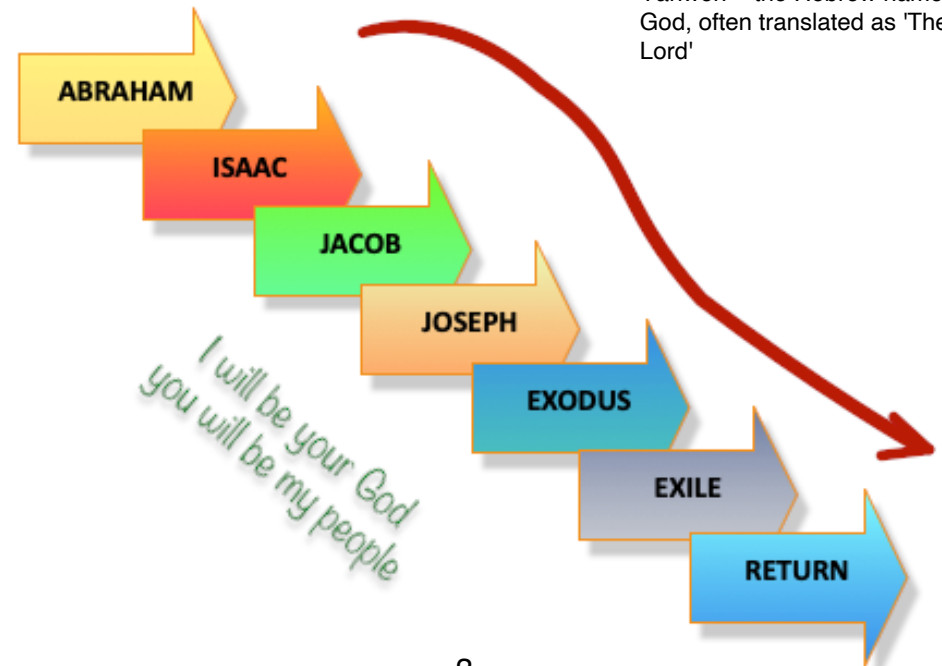 God, often translated as 'The
Lord'
ABRAHAM
ISAAC
JACOB
JOSEPH
EXODUS
EXILE
RETURN
I will be your God
you will be my people